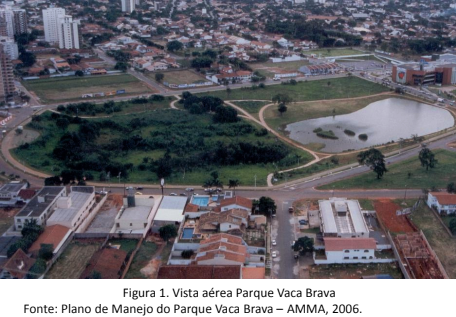 Figura 1. Vista aérea Parque Vaca Brava
Fonte: Plano de Manejo do Parque Vaca Brava – AMMA, 2006.